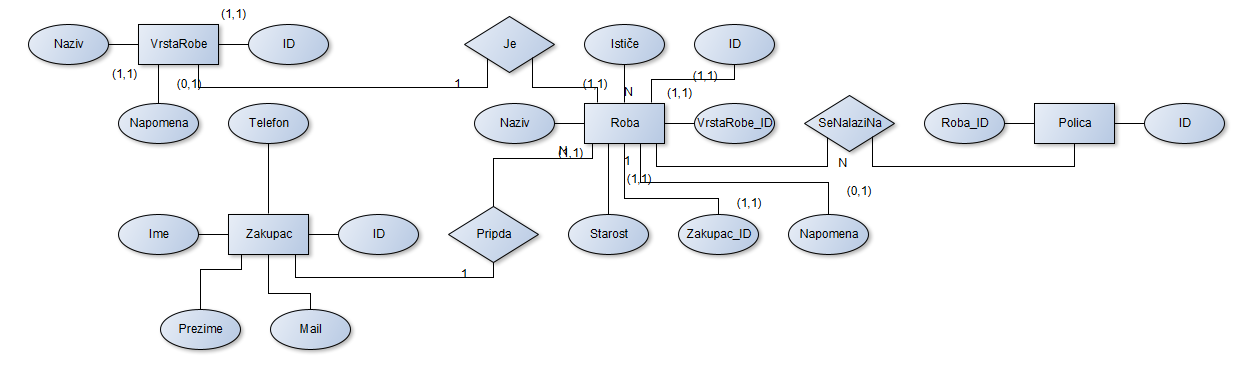 (1,1)
Naziv
VrstaRobe
ID
Je
Ističe
ID
(1,1)
(0,1)
1
(1,1)
(1,1)
N
(1,1)
Napomena
Telefon
Naziv
Roba
VrstaRobe_ID
SeNalaziNa
Roba_ID
Polica
ID
N
(1,1)
1
N
(1,1)
(0,1)
(1,1)
Ime
Zakupac
ID
Pripda
Starost
Zakupac_ID
Napomena
1
Prezime
Mail